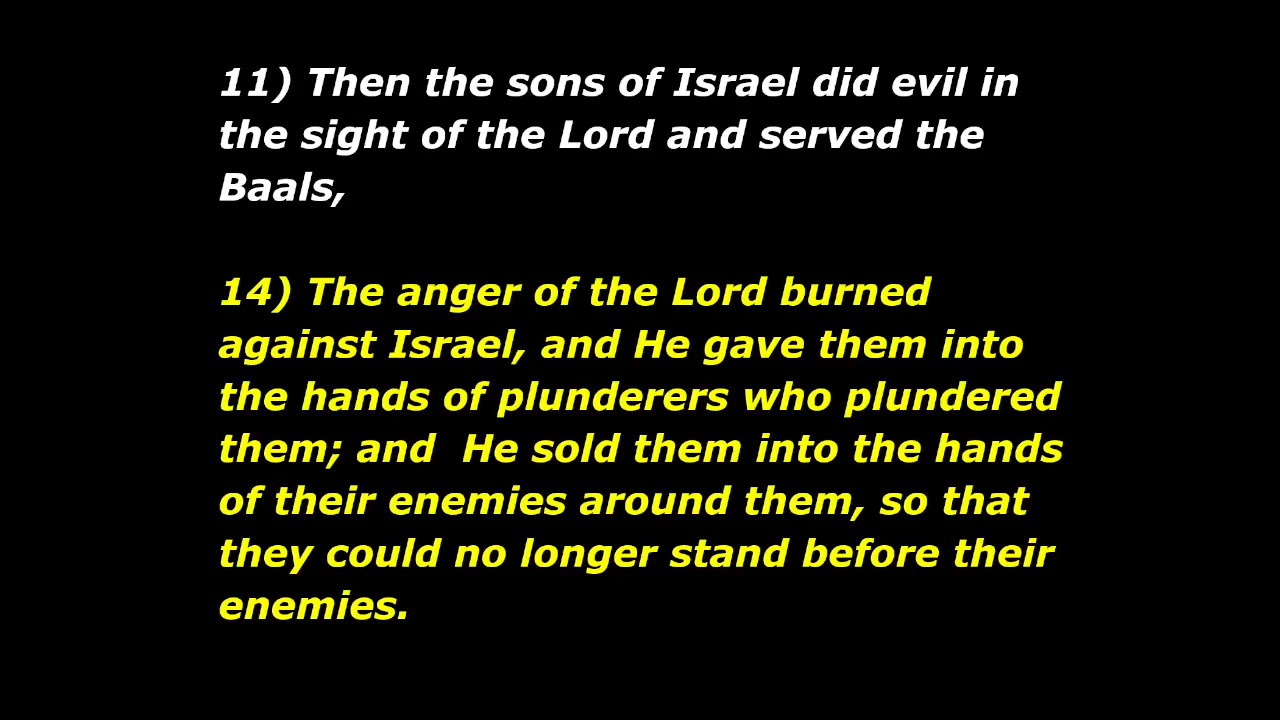 11) Then the sons of Israel did evil in
the sight of the Lord and served the
Baals,
14) The anger of the Lord burned
against Israel, and He gave them into
the hands of plunderers who plundered
them; and  He sold them into the hands
of their enemies around them, so that
they could no longer stand before their
enemies.